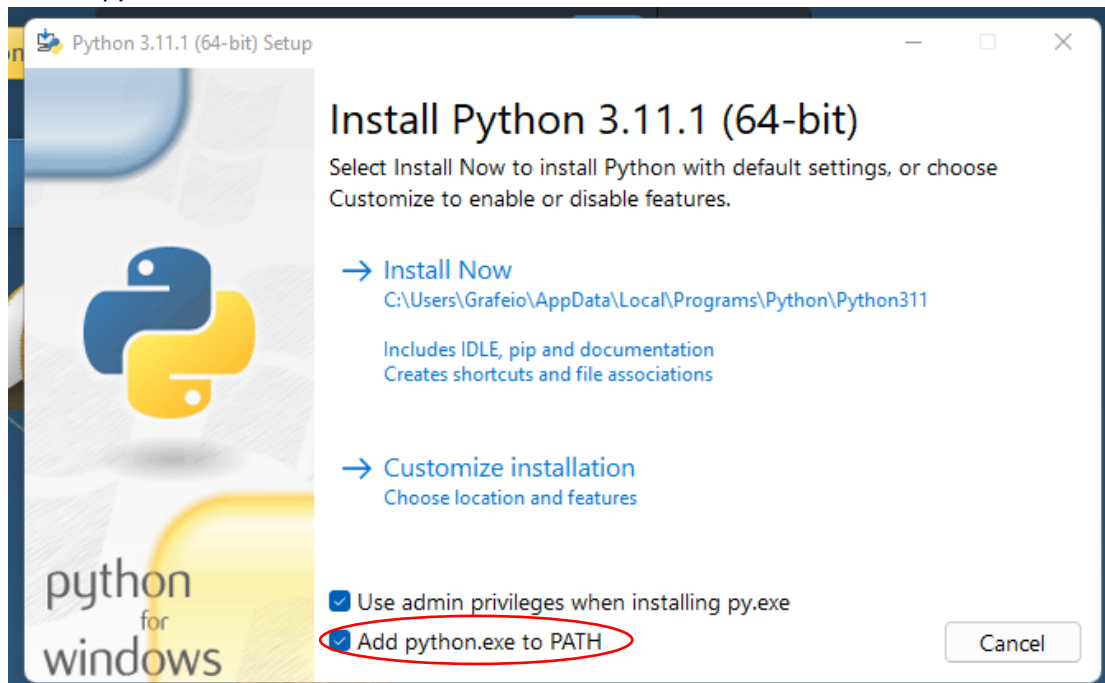 Python 3.11.1 (64-bit) Setup
Install Python 3.11.1 (64-bit)
Select Install Now to install Python with default settings, or choose
Customize to enable or disable features.
Install Now
C:\Users\Grafeio\AppData\Local\Programs\Python\Python311
Includes IDLE, pip and documentation
Creates shortcuts and file associations
Customize installation
Choose location and features
python
for
windows
Use admin privileges when installing py.exe
Add python.exe to PATH
Cancel